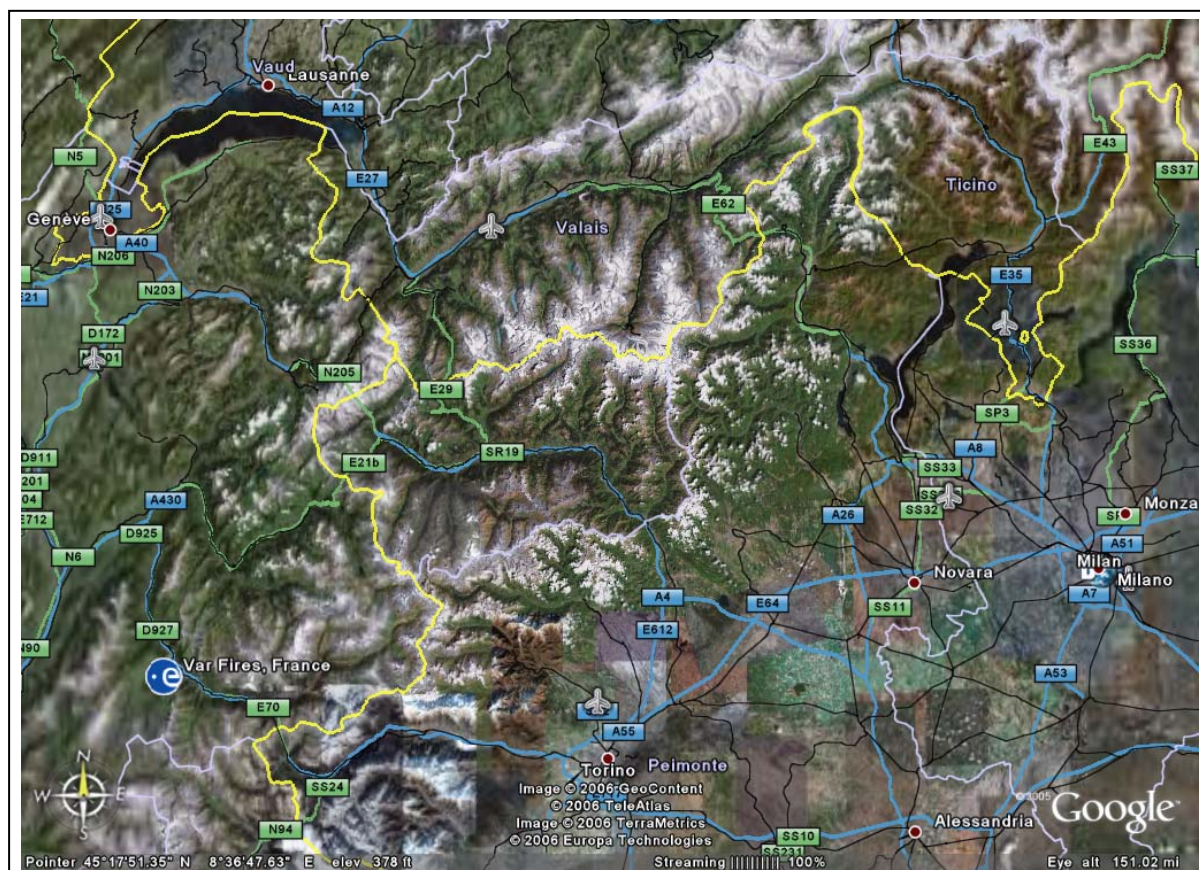 Vaud
Lausanne
A12
N5
E27
E43
SS37
Ticino
E62
Valais
Genève
A40
N206
E21
N203
E35
D172
SS36
N205
E29
SP3
SR19
A8
D911
E21b
SS33
A430
SS32
A26
Monza
E712
D925
A51
N6
Milan
Milano
Novara
A4
E64
A7
SS11
E612
D927
N90
Var Fires, France
A53
E70
A55
Torino
Peimonte
SS24
Image © 2006 GeoContent
© 2006 TeleAtlas
Image © 2006 TerraMetrics
© 2006 Europa Technologies
© 2005
Google
N
W E
S
N94
SS10
Alessandria
SS231
Pointer 45°17'51.35" N 8°36'47.63" E elev 378 ft
Streaming |||||||||| 100%
Eye alt 151.02 mi